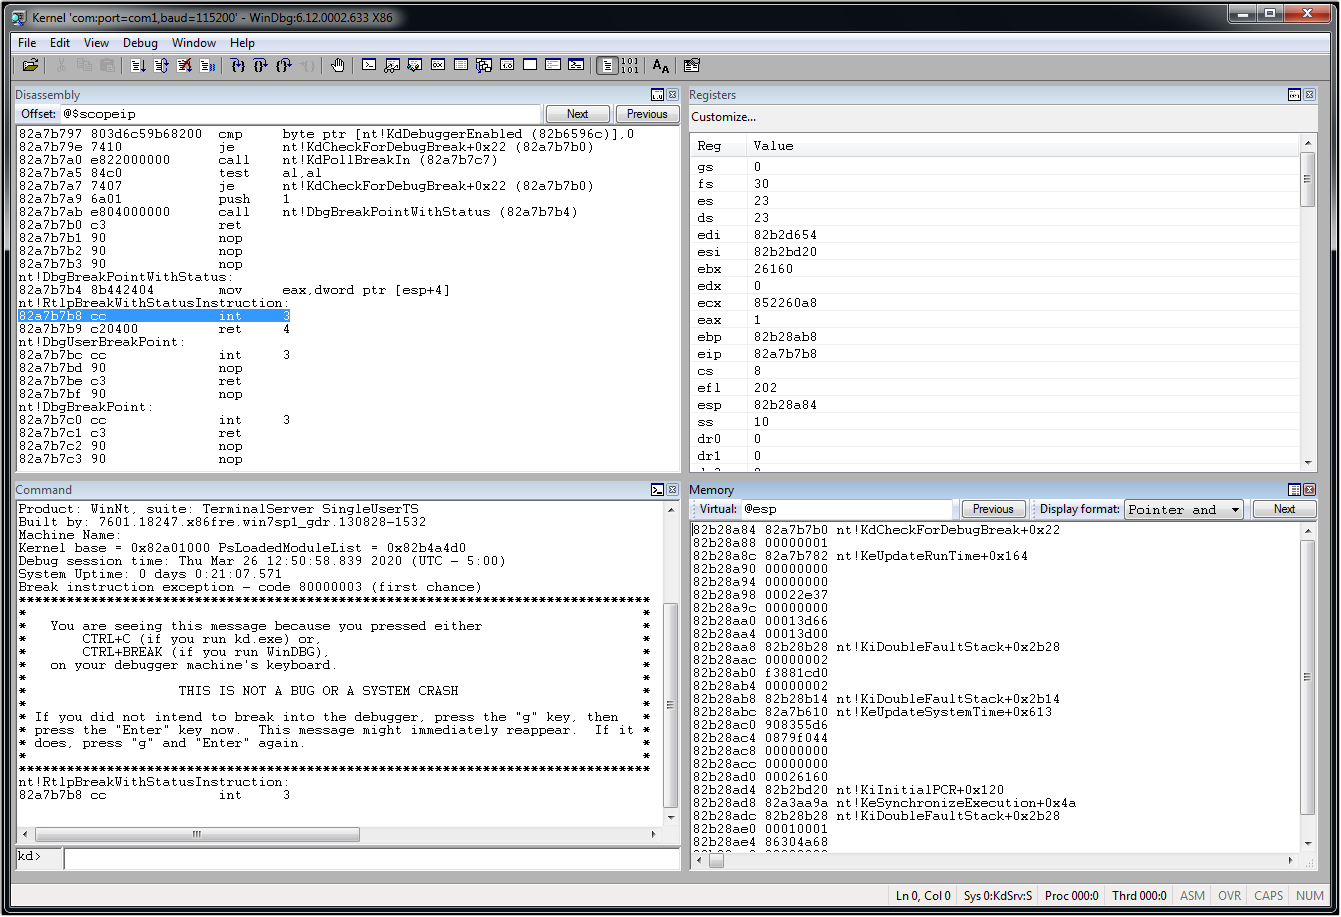 Kernel 'com:port=com1,baud=115200' - WinDbg:6.12.0002.633 X86
File Edit View Debug Window Help
Disassembly
Offset: @$scopeip Next Previous
82a7b797 803d6c59b68200 cmp byte ptr [nt!KdDebuggerEnabled (82b6596c)],0
82a7b79e 7410 je nt!KdCheckForDebugBreak+0x22 (82a7b7b0)
82a7b7a0 e822000000 call nt!KdPollBreakIn (82a7b7c7)
82a7b7a5 84c0 test al,al
82a7b7a7 7407 je nt!KdCheckForDebugBreak+0x22 (82a7b7b0)
82a7b7a9 6a01 push 1
82a7b7ab e804000000 call nt!DbgBreakPointWithStatus (82a7b7b4)
82a7b7b0 c3 ret
82a7b7b1 90 nop
82a7b7b2 90 nop
82a7b7b3 90 nop
nt!DbgBreakPointWithStatus:
82a7b7b4 8b442404 mov eax,dword ptr [esp+4]
nt!RtlpBreakWithStatusInstruction:
82a7b7b8 cc int 3
82a7b7b9 c20400 ret 4
nt!DbgUserBreakPoint:
82a7b7bc cc int 3
82a7b7bd 90 nop
82a7b7be c3 ret
82a7b7bf 90 nop
nt!DbgBreakPoint:
82a7b7c0 cc int 3
82a7b7c1 c3 ret
82a7b7c2 90 nop
82a7b7c3 90 nop
Registers
Customize...
Reg Value
gs 0
fs 30
es 23
ds 23
edi 82b2d654
esi 82b2bd20
ebx 26160
edx 0
ecx 852260a8
eax 1
ebp 82b28ab8
eip 82a7b7b8
cs 8
efl 202
esp 82b28a84
ss 10
dr0 0
dr1 0
Command
Product: WinNt, suite: TerminalServer SingleUserTS
Built by: 7601.18247.x86fre.win7sp1_gdr.130828-1532
Machine Name:
Kernel base = 0x82a01000 PsLoadedModuleList = 0x82b4a4d0
Debug session time: Thu Mar 26 12:50:58.839 2020 (UTC - 5:00)
System Uptime: 0 days 0:21:07.571
Break instruction exception - code 80000003 (first chance)
*******************************************************************************
* *
* You are seeing this message because you pressed either *
* CTRL+C (if you run kd.exe) or, *
* CTRL+BREAK (if you run WinDBG), *
* on your debugger machine's keyboard. *
* *
* THIS IS NOT A BUG OR A SYSTEM CRASH *
* *
* If you did not intend to break into the debugger, press the "g" key, then *
* press the "Enter" key now. This message might immediately reappear. If it *
* does, press "g" and "Enter" again. *
* *
*******************************************************************************
nt!RtlpBreakWithStatusInstruction:
82a7b7b8 cc int 3
kd>
Memory
Virtual: @esp Previous Display format: Pointer and Next
82b28a84 82a7b7b0 nt!KdCheckForDebugBreak+0x22
82b28a88 00000001
82b28a8c 82a7b782 nt!KeUpdateRunTime+0x164
82b28a90 00000000
82b28a94 00000000
82b28a98 00022e37
82b28a9c 00000000
82b28aa0 00013d66
82b28aa4 00013d00
82b28aa8 82b28b28 nt!KiDoubleFaultStack+0x2b28
82b28aac 00000002
82b28ab0 f3881cd0
82b28ab4 00000002
82b28ab8 82b28b14 nt!KiDoubleFaultStack+0x2b14
82b28abc 82a7b610 nt!KeUpdateSystemTime+0x613
82b28ac0 908355d6
82b28ac4 0879f044
82b28ac8 00000000
82b28acc 00000000
82b28ad0 00026160
82b28ad4 82b2bd20 nt!KiInitialPCR+0x120
82b28ad8 82a3aa9a nt!KeSynchronizeExecution+0x4a
82b28adc 82b28b28 nt!KiDoubleFaultStack+0x2b28
82b28ae0 00010001
82b28ae4 86304a68
Ln 0, Col 0 Sys 0:KdSrv:S Proc 000:0 Thrd 000:0 ASM OVR CAPS NUM